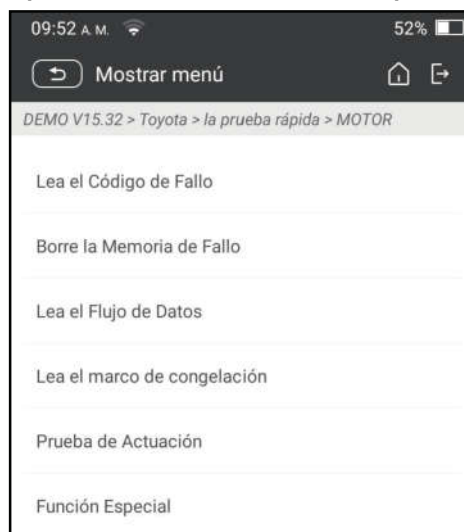 09:52 A. M.
52%
Mostrar menú
DEMO V15.32 > Toyota > la prueba rápida > MOTOR
Lea el Código de Fallo
Borre la Memoria de Fallo
Lea el Flujo de Datos
Lea el marco de congelación
Prueba de Actuación
Función Especial